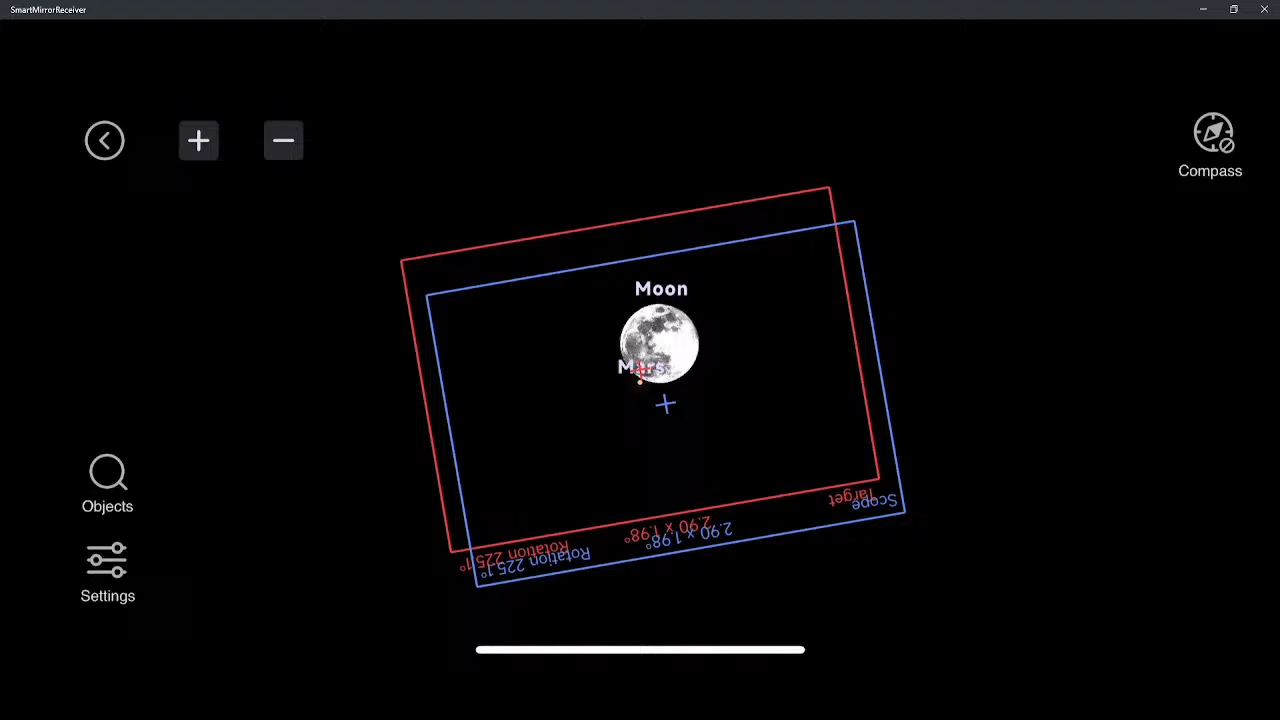 SmartMirrorReceiver
Compass
Moon
Mars
Target
Scope
2.90 x 1.98°
2.90 x 1.98°
Rotation 225.1°
Rotation 225.1°
Objects
Settings